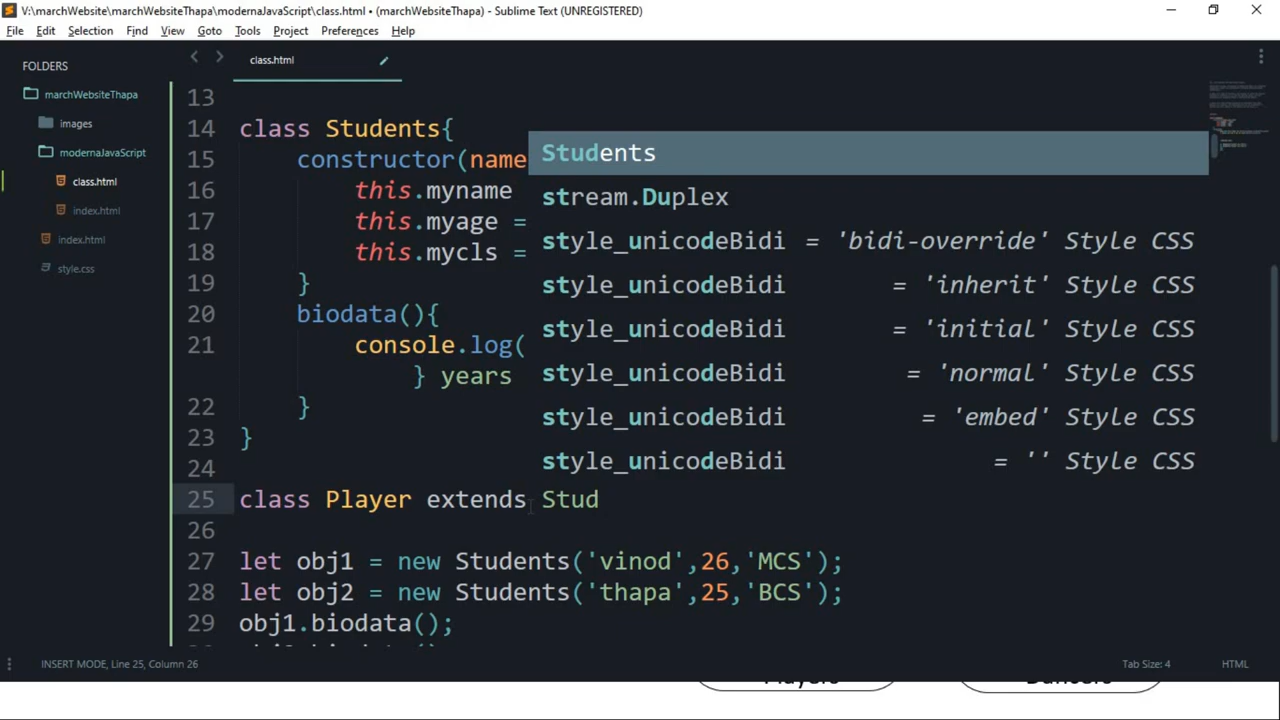 V:\marchWebsite\marchWebsiteThapa\modernaJavaScript\class.html • (marchWebsiteThapa) - Sublime Text (UNREGISTERED)
File Edit Selection Find View Goto Tools Project Preferences Help
FOLDERS
marchWebsiteThapa
images
modernaJavaScript
class.html
index.html
index.html
style.css
class.html
13
14 class Students{
15 constructor(name
16 this.myname
17 this.myage =
18 this.mycls =
19 }
20 biodata(){
21 console.log(
} years
22 }
23 }
24
25 class Player extends Stud
26
27 let obj1 = new Students('vinod',26,'MCS');
28 let obj2 = new Students('thapa',25,'BCS');
29 obj1.biodata();
Students
stream.Duplex
style_unicodeBidi = 'bidi-override' Style CSS
style_unicodeBidi = 'inherit' Style CSS
style_unicodeBidi = 'initial' Style CSS
style_unicodeBidi = 'normal' Style CSS
style_unicodeBidi = 'embed' Style CSS
style_unicodeBidi = '' Style CSS
INSERT MODE, Line 25, Column 26
Tab Size: 4
HTML
Players
Dancers